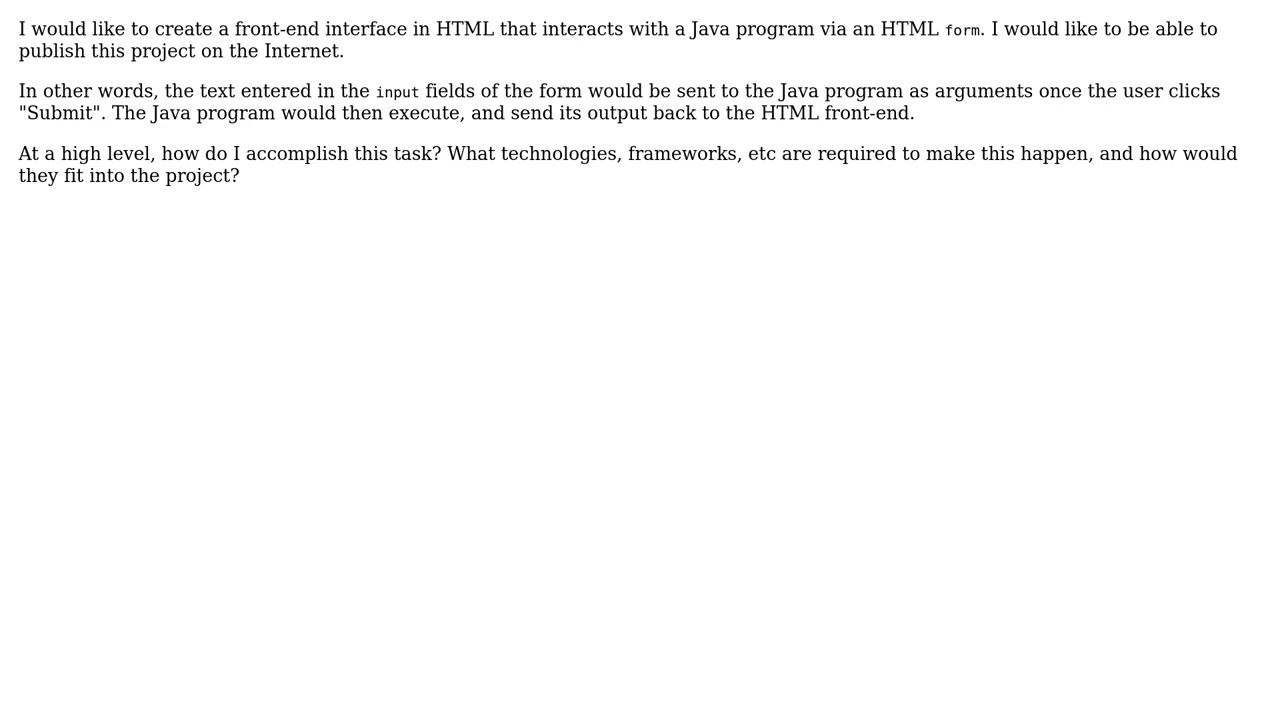 I would like to create a front-end interface in HTML that interacts with a Java program via an HTML form. I would like to be able to
publish this project on the Internet.
In other words, the text entered in the input fields of the form would be sent to the Java program as arguments once the user clicks
"Submit". The Java program would then execute, and send its output back to the HTML front-end.
At a high level, how do I accomplish this task? What technologies, frameworks, etc are required to make this happen, and how would
they fit into the project?